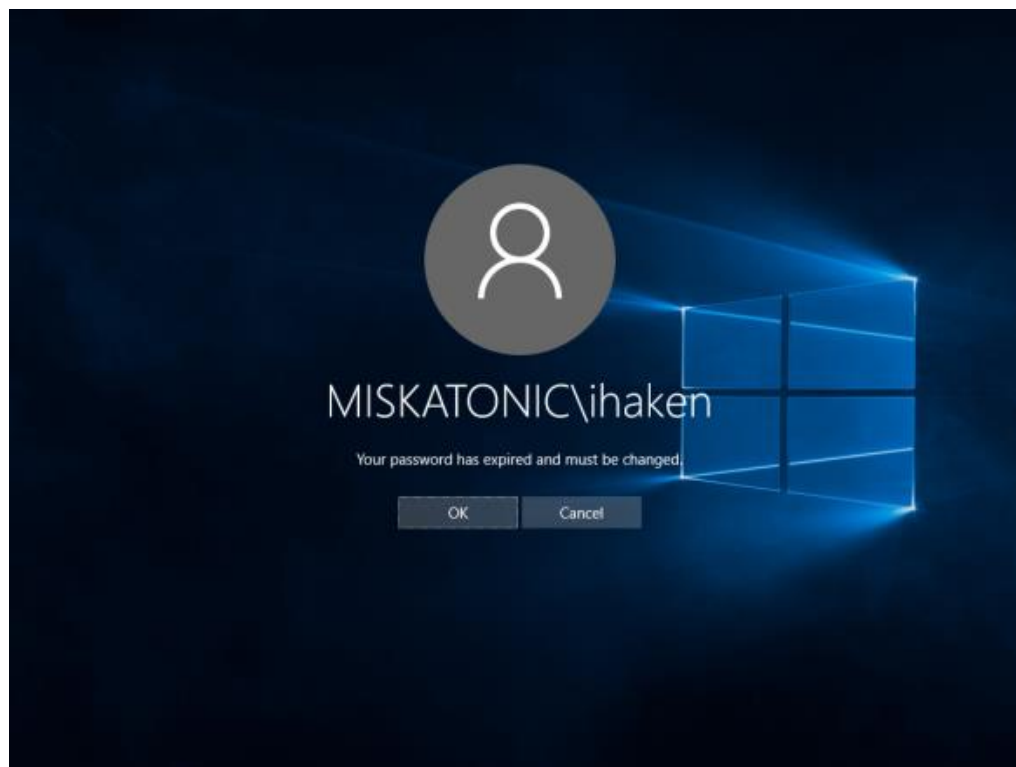 MISKATONIC\ihaken
Your password has expired and must be changed.
OK
Cancel